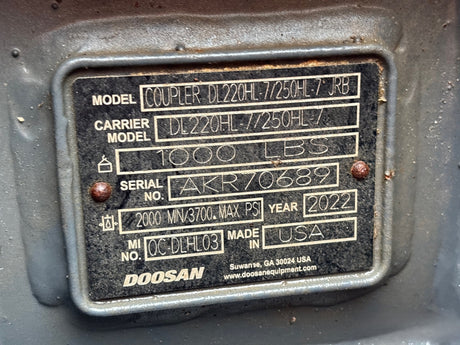 MODEL COUPLER DL220HL-7/250HL-7 JRB
CARRIER MODEL DL220HL-7/250HL-7
1000 LBS
SERIAL NO. AKR70689
2000 MIN/3700 MAX PSI YEAR 2022
MI NO. OC-DLHL03 MADE IN USA
DOOSAN
Suwanee, GA 30024 USA
www.doosanequipment.com